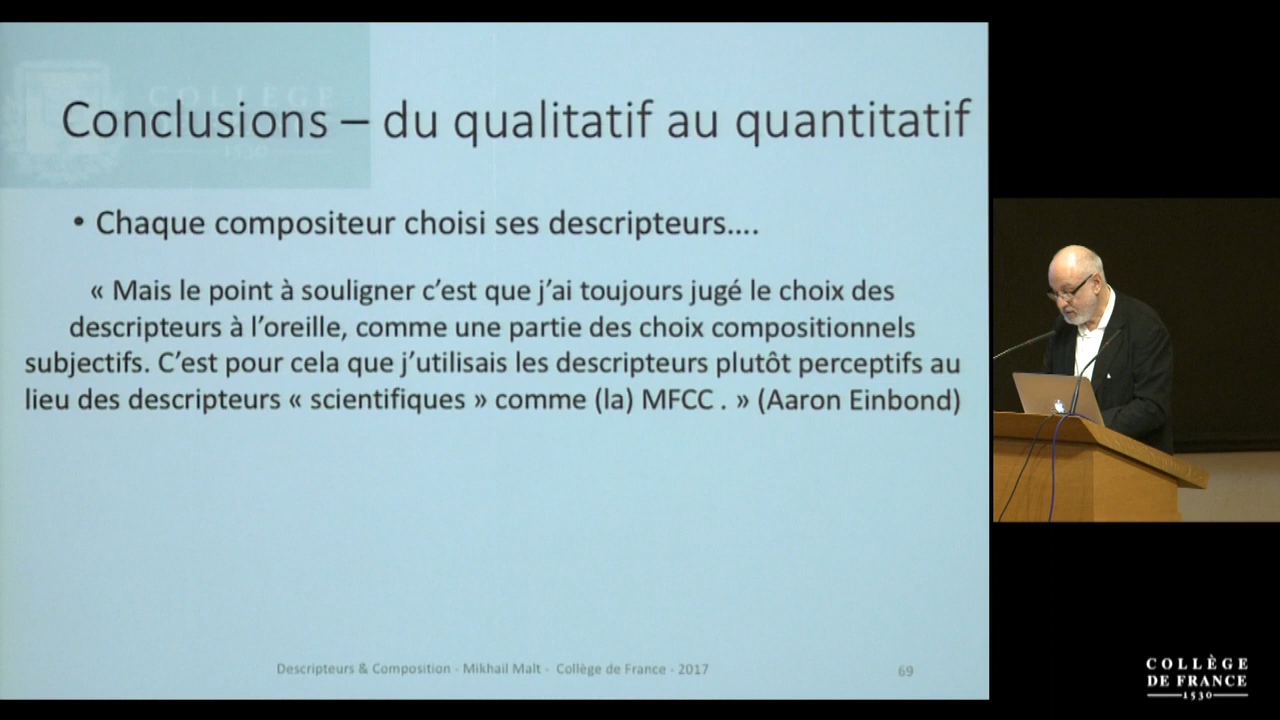 COLLÈGE
1530
Conclusions – du qualitatif au quantitatif
• Chaque compositeur choisi ses descripteurs....
« Mais le point à souligner c’est que j’ai toujours jugé le choix des
descripteurs à l’oreille, comme une partie des choix compositionnels
subjectifs. C’est pour cela que j’utilisais les descripteurs plutôt perceptifs au
lieu des descripteurs « scientifiques » comme (la) MFCC . » (Aaron Einbond)
Descripteurs & Composition - Mikhail Malt - Collège de France - 2017
69
COLLÈGE
DE FRANCE
1530